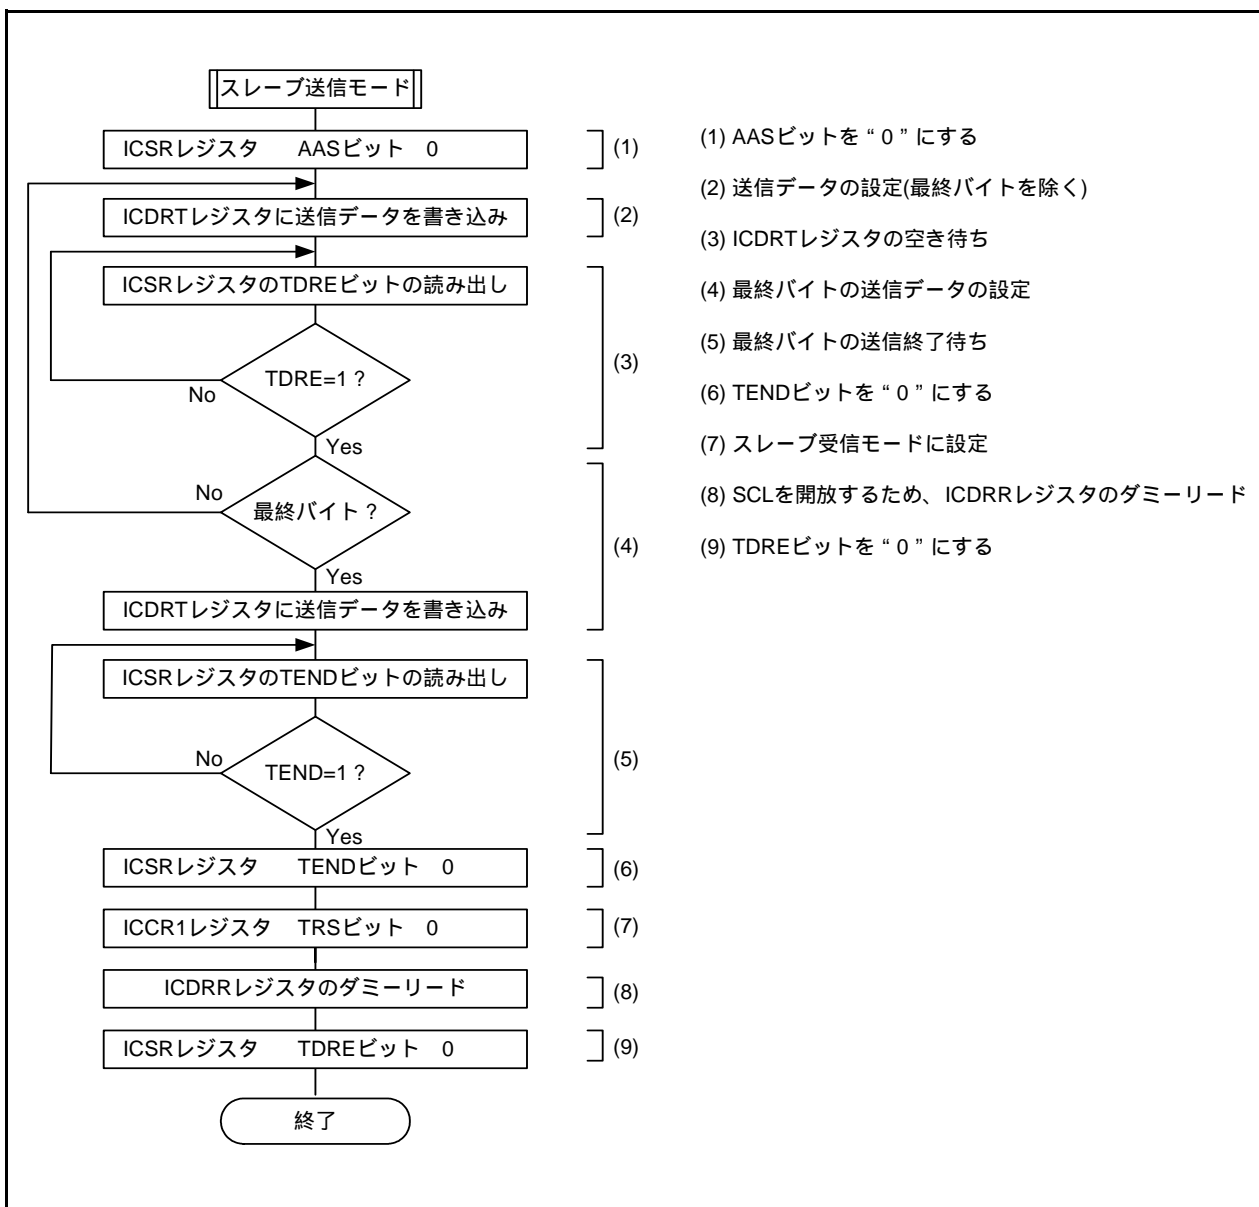 スレーブ送信モード
ICSRレジスタ AASビット 0
(1)
ICDRTレジスタに送信データを書き込み
(2)
ICSRレジスタのTDREビットの読み出し
TDRE=1 ?
No
(3)
Yes
最終バイト ?
No
(4)
Yes
ICDRTレジスタに送信データを書き込み
ICSRレジスタのTENDビットの読み出し
TEND=1 ?
No
(5)
Yes
ICSRレジスタ TENDビット 0
(6)
ICCR1レジスタ TRSビット 0
(7)
ICDRRレジスタのダミーリード
(8)
ICSRレジスタ TDREビット 0
(9)
終了
(1) AASビットを “ 0 ” にする
(2) 送信データの設定(最終バイトを除く)
(3) ICDRTレジスタの空き待ち
(4) 最終バイトの送信データの設定
(5) 最終バイトの送信終了待ち
(6) TENDビットを “ 0 ” にする
(7) スレーブ受信モードに設定
(8) SCLを開放するため、ICDRRレジスタのダミーリード
(9) TDREビットを “ 0 ” にする